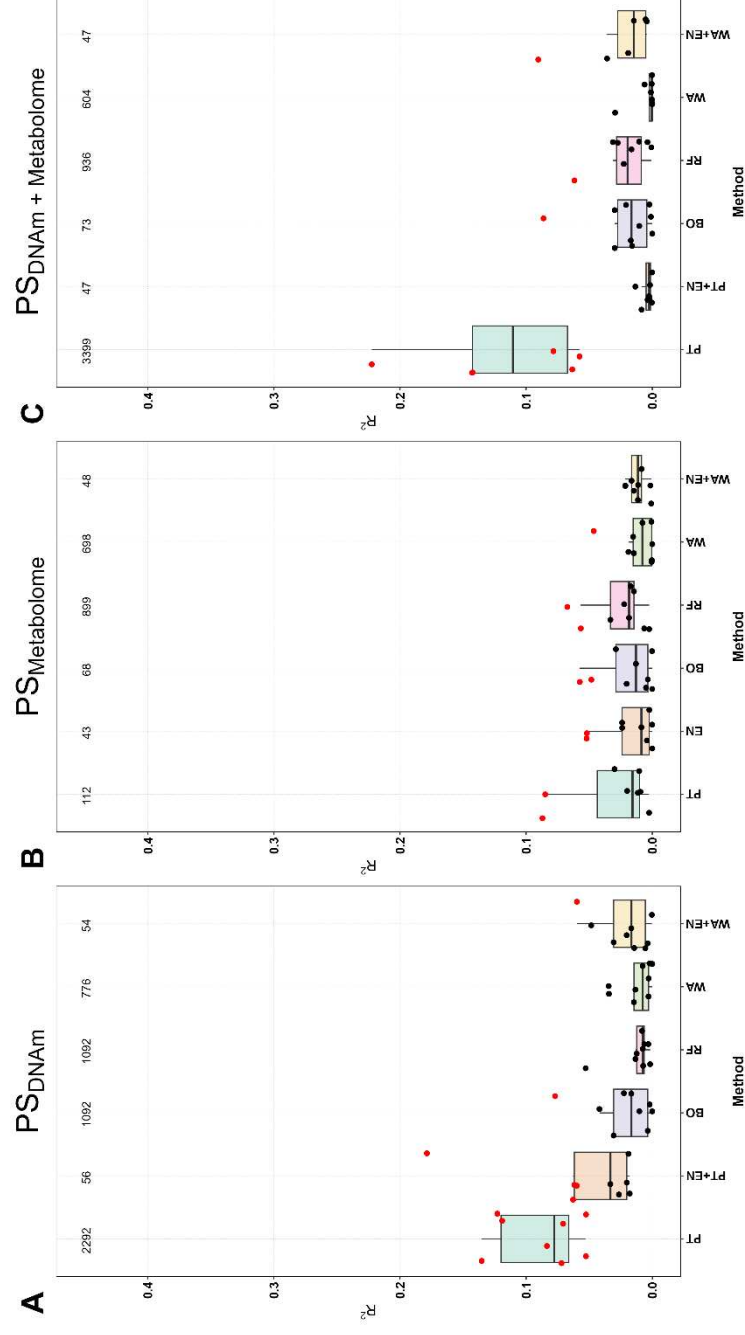 A
PS_DNAm
2292 56 1092 1092 776 54
R²
0.4
0.3
0.2
0.1
0.0
PT PT+EN BO RF WA WA+EN
Method
B
PS_Metabolome
112 43 68 899 698 48
R²
0.4
0.3
0.2
0.1
0.0
PT EN BO RF WA WA+EN
Method
C
PS_DNAm + Metabolome
3399 47 73 936 604 47
R²
0.4
0.3
0.2
0.1
0.0
PT PT+EN BO RF WA WA+EN
Method